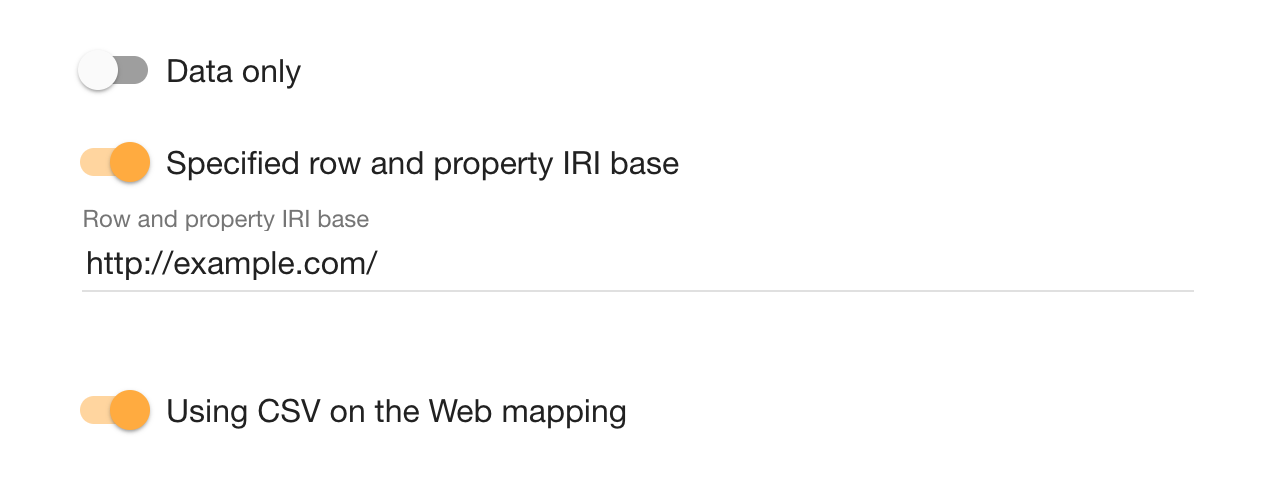 Data only
Specified row and property IRI base
Row and property IRI base
http://example.com/
Using CSV on the Web mapping